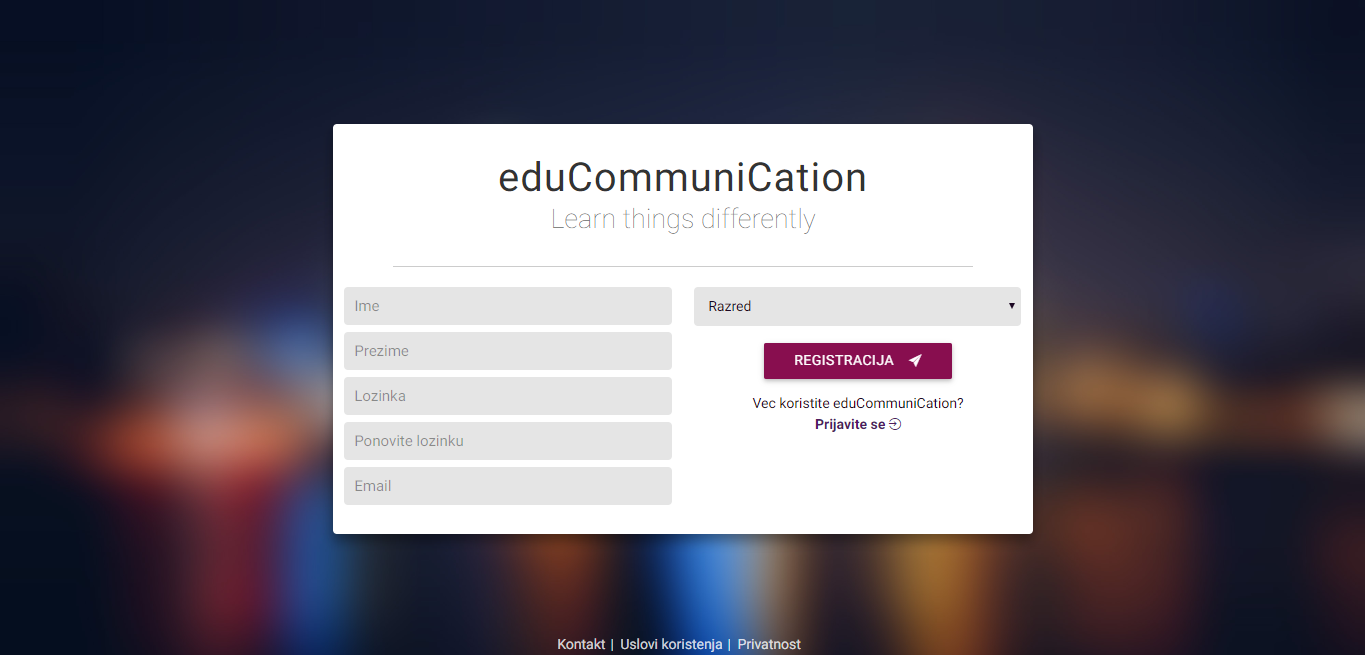 eduCommuniCation
Learn things differently
Ime
Prezime
Lozinka
Ponovite lozinku
Email
Razred
REGISTRACIJA
Vec koristite eduCommuniCation?
Prijavite se
Kontakt | Uslovi koristenja | Privatnost